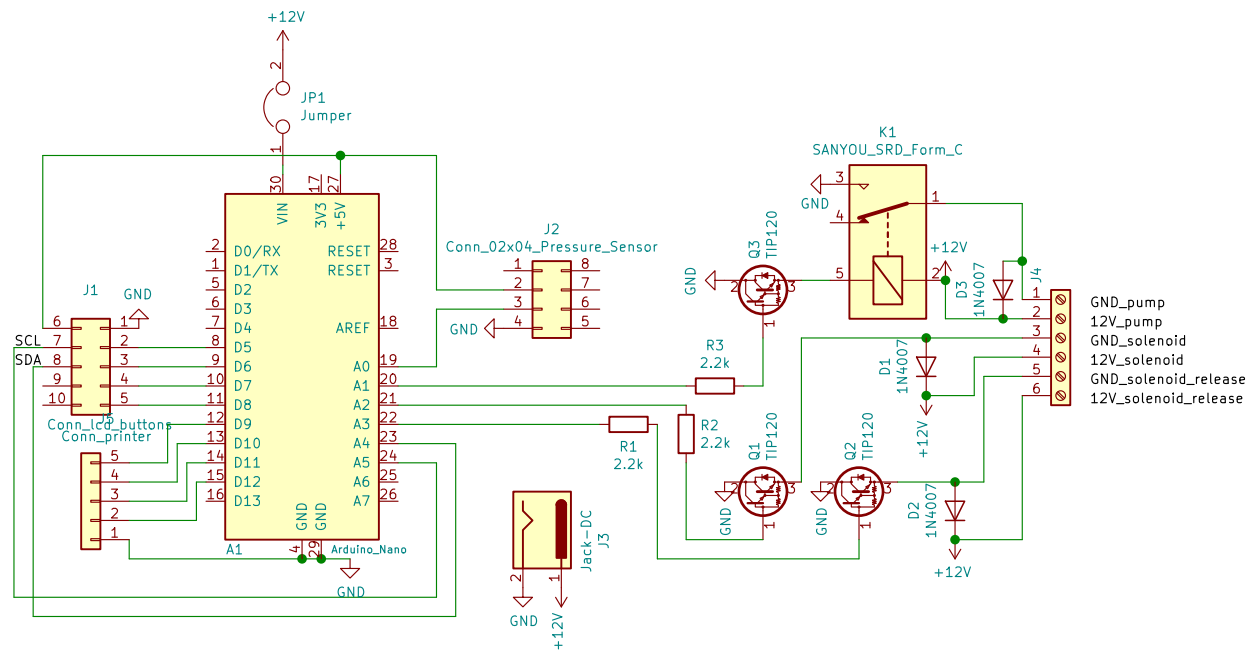 +12V
2
JP1
Jumper
1
30
17
27
VIN
3V3
+5V
2
D0/RX
1
D1/TX
5
D2
6
D3
7
D4
8
D5
9
D6
10
D7
11
D8
12
D9
13
D10
14
D11
15
D12
16
D13
RESET
28
RESET
3
AREF
18
A0
19
A1
20
A2
21
A3
22
A4
23
A5
24
A6
25
A7
26
GND
GND
4
29
A1
Arduino_Nano
GND
J1
GND
6
1
SCL
7
2
SDA
8
3
9
4
10
5
J5
Conn_lcd_buttons
Conn_printer
5
4
3
2
1
J2
Conn_02x04_Pressure_Sensor
1
8
2
7
3
6
GND
4
5
Jack-DC
J3
2
1
GND
+12V
K1
SANYOU_SRD_Form_C
3
GND
4
1
5
2
+12V
Q3
TIP120
GND
2
3
1
R3
2.2k
R2
2.2k
R1
2.2k
Q1
TIP120
2
3
GND
1
Q2
TIP120
2
3
GND
1
D3
1N4007
D1
1N4007
+12V
D2
1N4007
+12V
J4
1
GND_pump
2
12V_pump
3
GND_solenoid
4
12V_solenoid
5
GND_solenoid_release
6
12V_solenoid_release